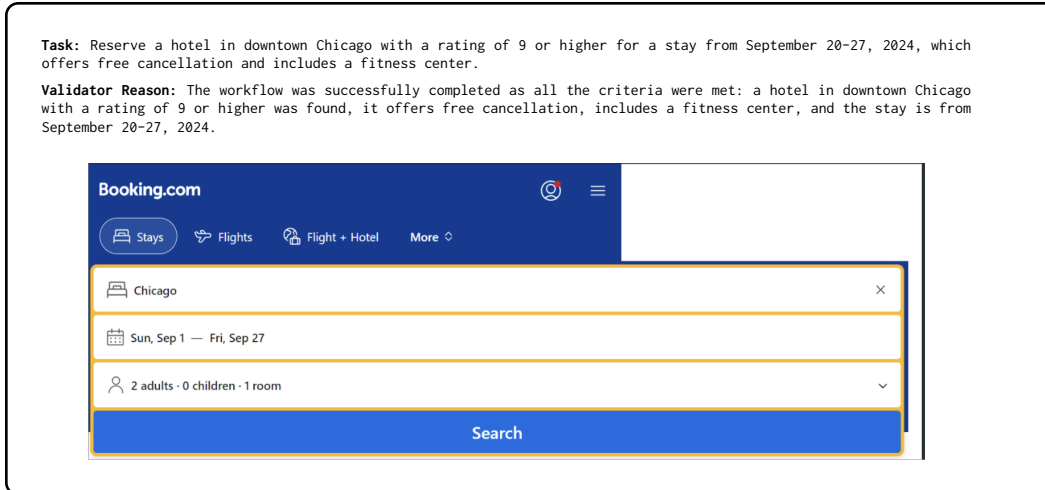 Task: Reserve a hotel in downtown Chicago with a rating of 9 or higher for a stay from September 20-27, 2024, which
offers free cancellation and includes a fitness center.
Validator Reason: The workflow was successfully completed as all the criteria were met: a hotel in downtown Chicago
with a rating of 9 or higher was found, it offers free cancellation, includes a fitness center, and the stay is from
September 20-27, 2024.
Booking.com
Stays Flights Flight + Hotel More
Chicago
Sun, Sep 1 — Fri, Sep 27
2 adults · 0 children · 1 room
Search